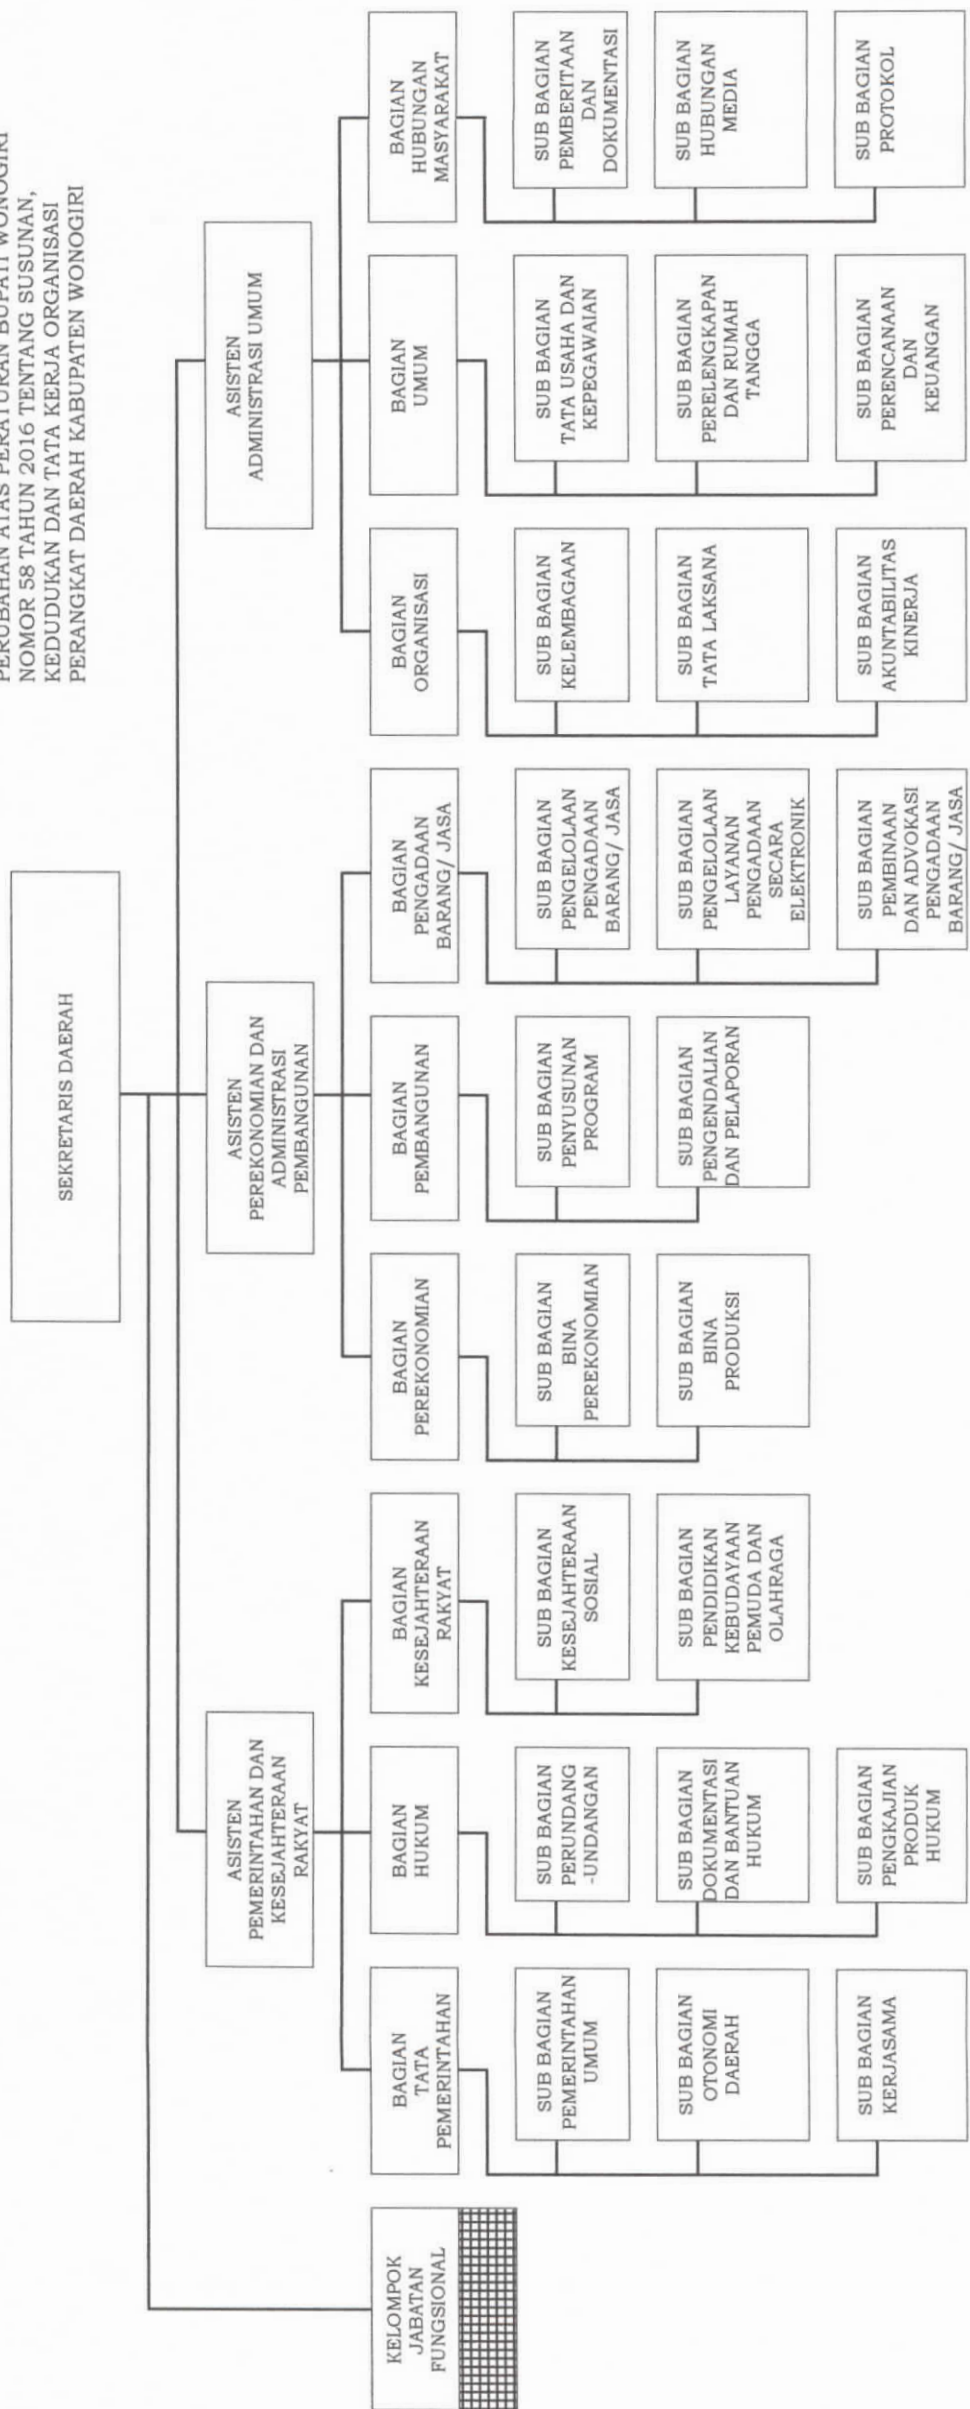 PERUBAHAN ATAS PERATURAN BUPATI WONOGIRI
NOMOR 58 TAHUN 2016 TENTANG SUSUNAN,
KEDUDUKAN DAN TATA KERJA ORGANISASI
PERANGKAT DAERAH KABUPATEN WONOGIRI
SEKRETARIS DAERAH
ASISTEN
PEMERINTAHAN DAN
KESEJAHTERAAN
RAKYAT
ASISTEN
PEREKONOMIAN DAN
ADMINISTRASI
PEMBANGUNAN
ASISTEN
ADMINISTRASI UMUM
KELOMPOK
JABATAN
FUNGSIONAL
BAGIAN
TATA
PEMERINTAHAN
BAGIAN
HUKUM
BAGIAN
KESEJAHTERAAN
RAKYAT
BAGIAN
PEREKONOMIAN
BAGIAN
PEMBANGUNAN
BAGIAN
PENGADAAN
BARANG/ JASA
BAGIAN
ORGANISASI
BAGIAN
UMUM
BAGIAN
HUBUNGAN
MASYARAKAT
SUB BAGIAN
PEMERINTAHAN
UMUM
SUB BAGIAN
PERUNDANG
-UNDANGAN
SUB BAGIAN
KESEJAHTERAAN
SOSIAL
SUB BAGIAN
BINA
PEREKONOMIAN
SUB BAGIAN
PENYUSUNAN
PROGRAM
SUB BAGIAN
PENGELOLAAN
PENGADAAN
BARANG/ JASA
SUB BAGIAN
KELEMBAGAAN
SUB BAGIAN
TATA USAHA DAN
KEPEGAWAIAN
SUB BAGIAN
PEMBERITAAN
DAN
DOKUMENTASI
SUB BAGIAN
OTONOMI
DAERAH
SUB BAGIAN
DOKUMENTASI
DAN BANTUAN
HUKUM
SUB BAGIAN
PENDIDIKAN
KEBUDAYAAN
PEMUDA DAN
OLAHRAGA
SUB BAGIAN
BINA
PRODUKSI
SUB BAGIAN
PENGENDALIAN
DAN PELAPORAN
SUB BAGIAN
PENGELOLAAN
LAYANAN
PENGADAAN
SECARA
ELEKTRONIK
SUB BAGIAN
TATA LAKSANA
SUB BAGIAN
PERELENGKAPAN
DAN RUMAH
TANGGA
SUB BAGIAN
HUBUNGAN
MEDIA
SUB BAGIAN
KERJASAMA
SUB BAGIAN
PENGKAJIAN
PRODUK
HUKUM
SUB BAGIAN
PEMBINAAN
DAN ADVOKASI
PENGADAAN
BARANG/ JASA
SUB BAGIAN
AKUNTABILITAS
KINERJA
SUB BAGIAN
PERENCANAAN
DAN
KEUANGAN
SUB BAGIAN
PROTOKOL